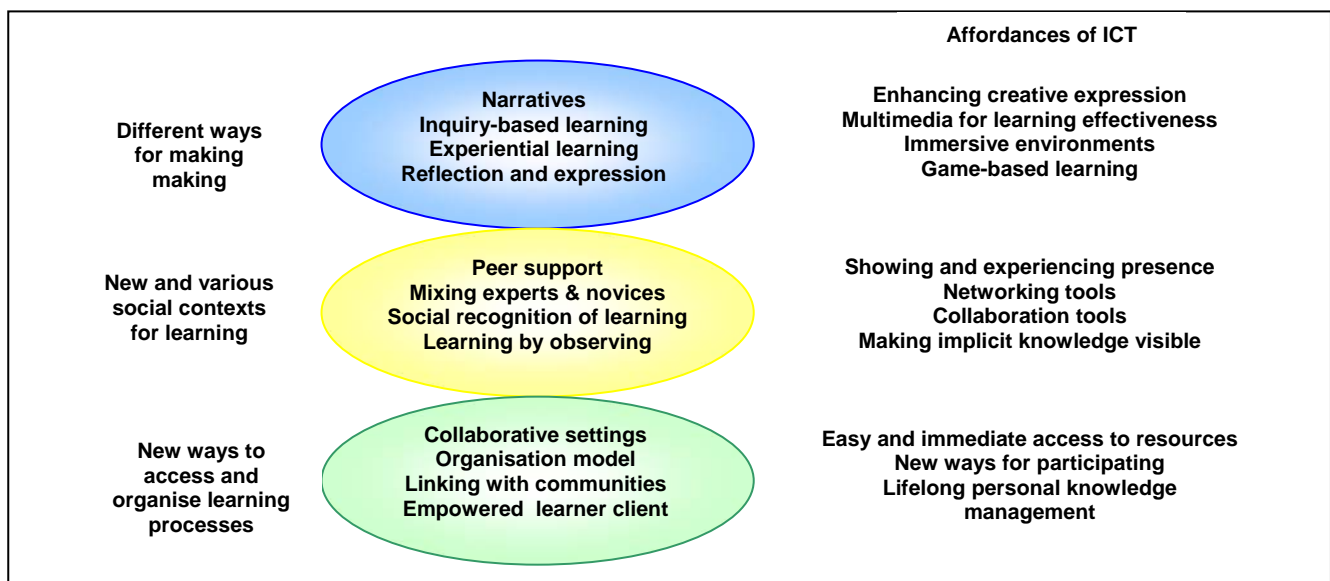 Affordances of ICT
Different ways
for making
making
Narratives
Inquiry-based learning
Experiential learning
Reflection and expression
Enhancing creative expression
Multimedia for learning effectiveness
Immersive environments
Game-based learning
New and various
social contexts
for learning
Peer support
Mixing experts & novices
Social recognition of learning
Learning by observing
Showing and experiencing presence
Networking tools
Collaboration tools
Making implicit knowledge visible
New ways to
access and
organise learning
processes
Collaborative settings
Organisation model
Linking with communities
Empowered learner client
Easy and immediate access to resources
New ways for participating
Lifelong personal knowledge
management